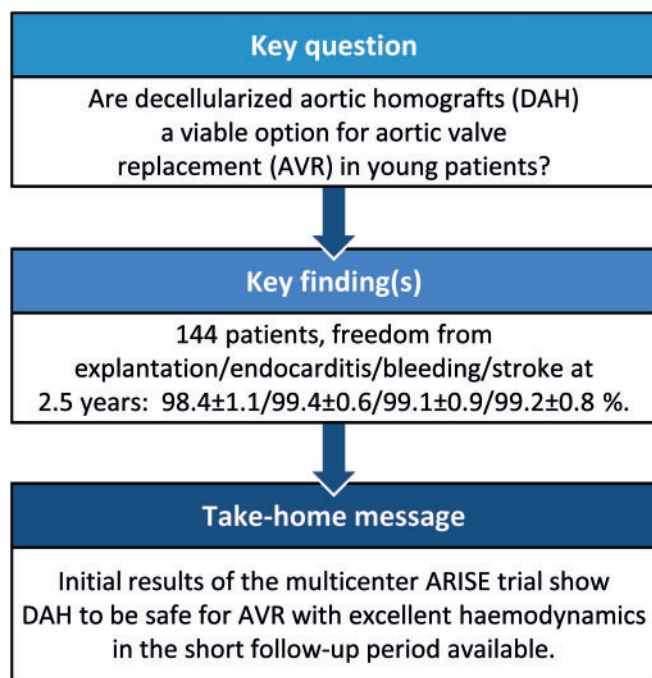 Key question
Are decellularized aortic homografts (DAH)
a viable option for aortic valve
replacement (AVR) in young patients?
Key finding(s)
144 patients, freedom from
explantation/endocarditis/bleeding/stroke at
2.5 years: 98.4±1.1/99.4±0.6/99.1±0.9/99.2±0.8 %.
Take-home message
Initial results of the multicenter ARISE trial show
DAH to be safe for AVR with excellent haemodynamics
in the short follow-up period available.